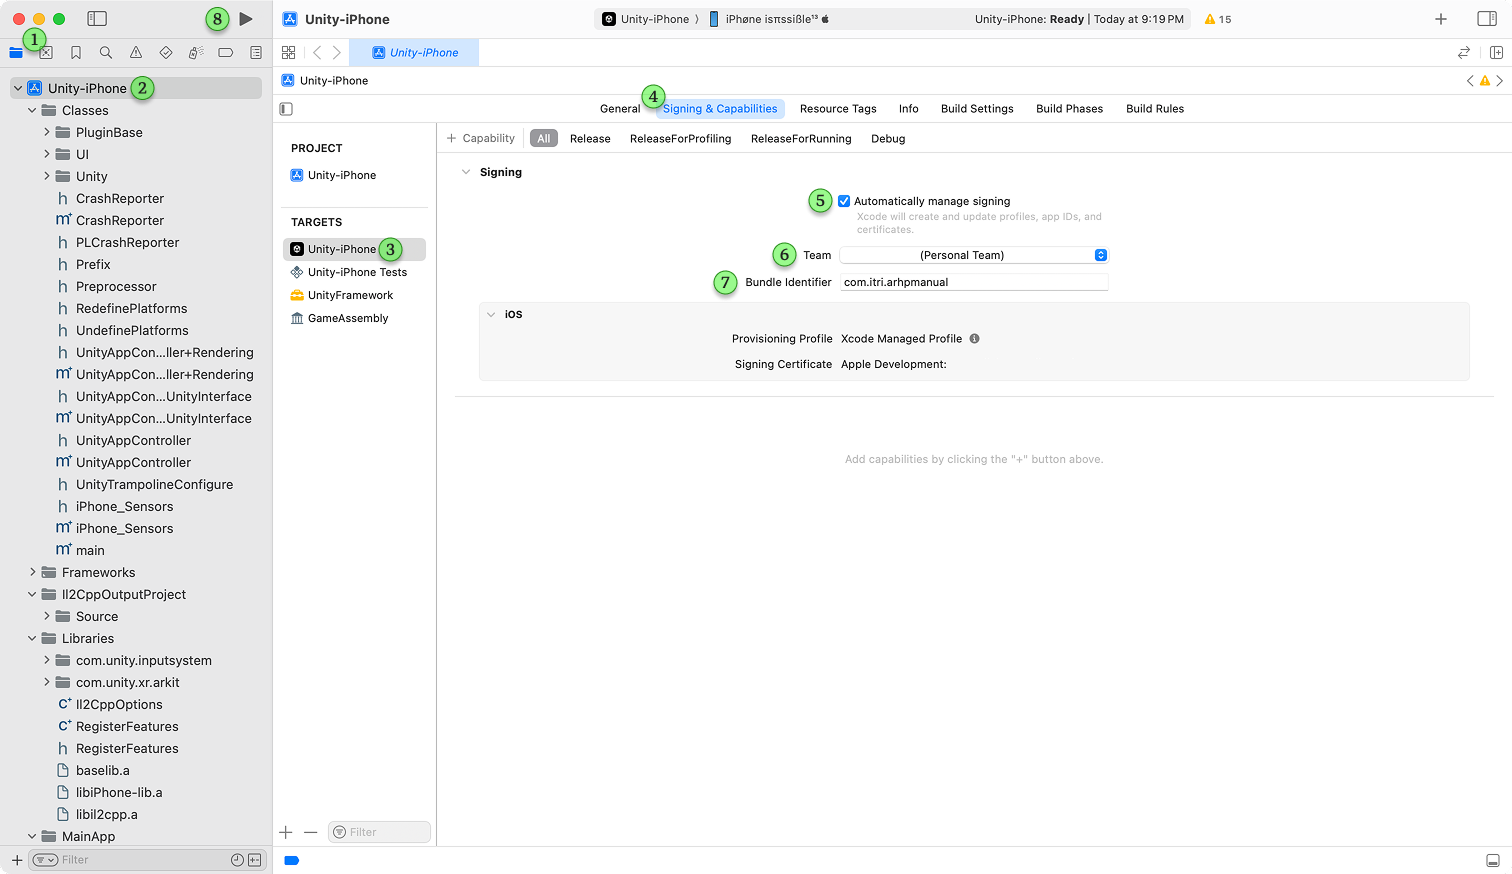 8
Unity-iPhone
Unity-iPhone 〉 iPhøne isπssißle¹³
Unity-iPhone: Ready | Today at 9:19 PM
15
1
Unity-iPhone
Unity-iPhone
Unity-iPhone 2
Classes
PluginBase
UI
Unity
h CrashReporter
m+ CrashReporter
h PLCrashReporter
h Prefix
h Preprocessor
h RedefinePlatforms
h UndefinePlatforms
h UnityAppCon...ller+Rendering
m+ UnityAppCon...ller+Rendering
h UnityAppCon...UnityInterface
m+ UnityAppCon...UnityInterface
h UnityAppController
m+ UnityAppController
h UnityTrampolineConfigure
h iPhone_Sensors
m+ iPhone_Sensors
m+ main
Frameworks
Il2CppOutputProject
Source
Libraries
com.unity.inputsystem
com.unity.xr.arkit
C+ Il2CppOptions
C+ RegisterFeatures
h RegisterFeatures
baselib.a
libiPhone-lib.a
libil2cpp.a
MainApp
Filter
4
General Signing & Capabilities Resource Tags Info Build Settings Build Phases Build Rules
PROJECT
Unity-iPhone
TARGETS
Unity-iPhone 3
Unity-iPhone Tests
UnityFramework
GameAssembly
Filter
+ Capability All Release ReleaseForProfiling ReleaseForRunning Debug
Signing
5 Automatically manage signing
Xcode will create and update profiles, app IDs, and
certificates.
6 Team (Personal Team)
7 Bundle Identifier com.itri.arhpmanual
iOS
Provisioning Profile Xcode Managed Profile
Signing Certificate Apple Development:
Add capabilities by clicking the "+" button above.